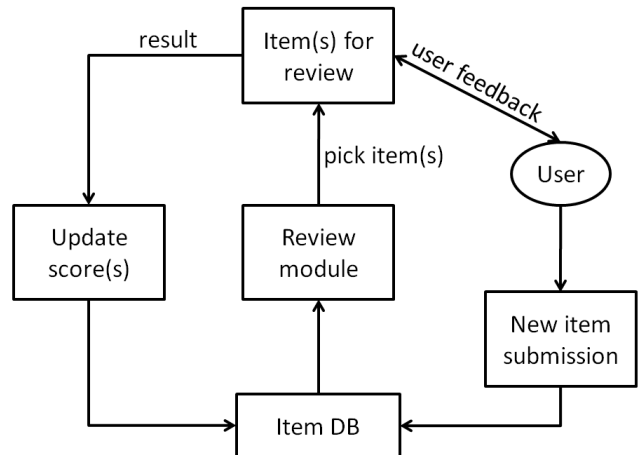 result
Item(s) for
review
user feedback
pick item(s)
User
Update
score(s)
Review
module
New item
submission
Item DB